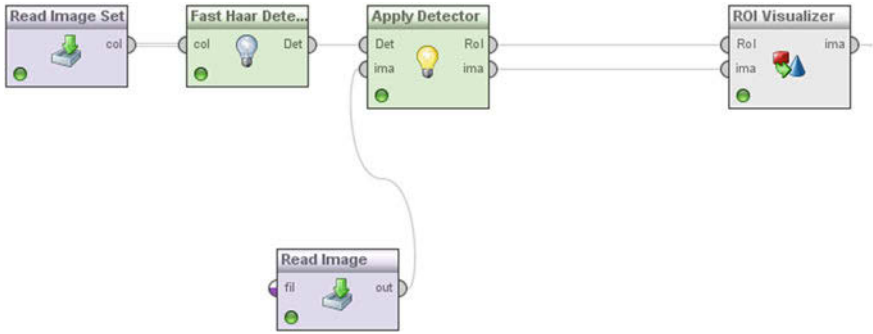 Read Image Set
col
Fast Haar Dete...
col
Det
Apply Detector
Det
RoI
ima
ima
ROI Visualizer
RoI
ima
ima
Read Image
fil
out